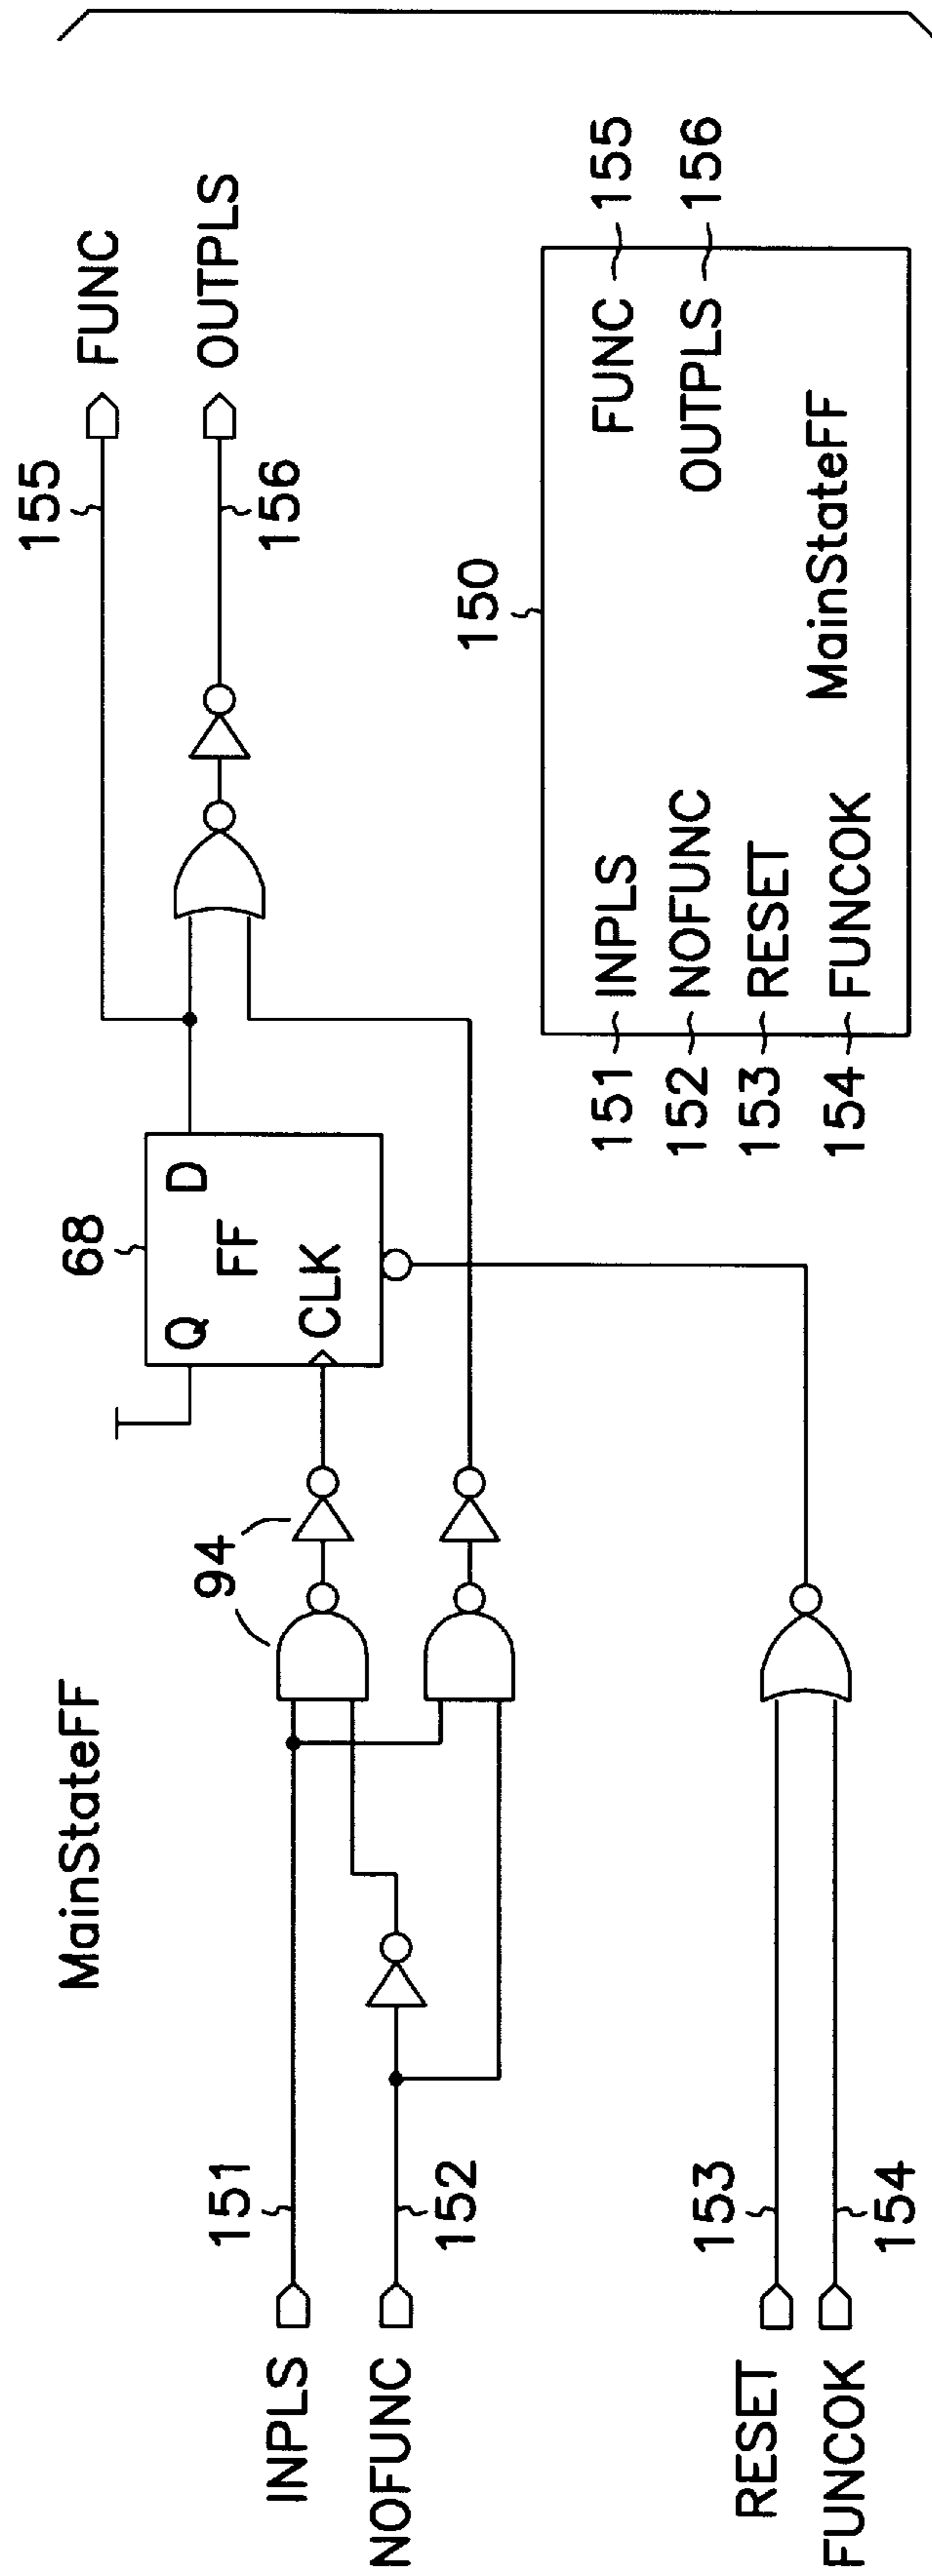 MainStateFF
INPLS
151
NOFUNC
152
RESET
153
FUNCOK
154
94
68
Q
D
FF
CLK
155
FUNC
156
OUTPLS
150
151
INPLS
152
NOFUNC
153
RESET
154
FUNCOK
FUNC
155
OUTPLS
156
MainStateFF